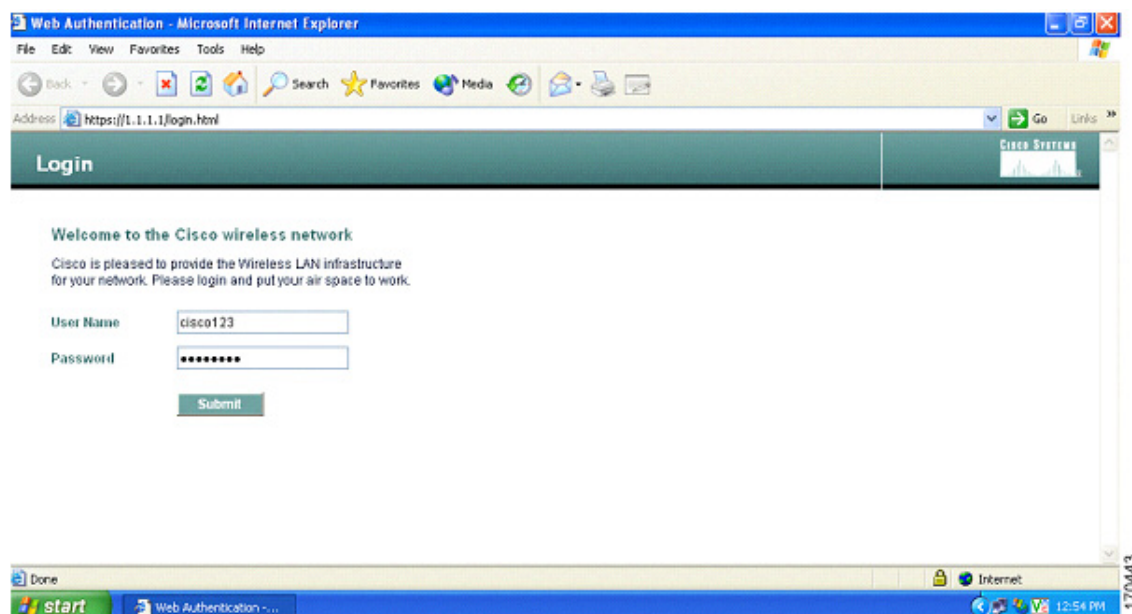 Web Authentication - Microsoft Internet Explorer
File Edit View Favorites Tools Help
Back Search Favorites Media
Address https://1.1.1.1/login.html Go Links »
Login
CISCO SYSTEMS
Welcome to the Cisco wireless network
Cisco is pleased to provide the Wireless LAN infrastructure
for your network. Please login and put your air space to work.
User Name cisco123
Password ••••••••
Submit
Done Internet
start Web Authentication -... 12:54 PM
170443